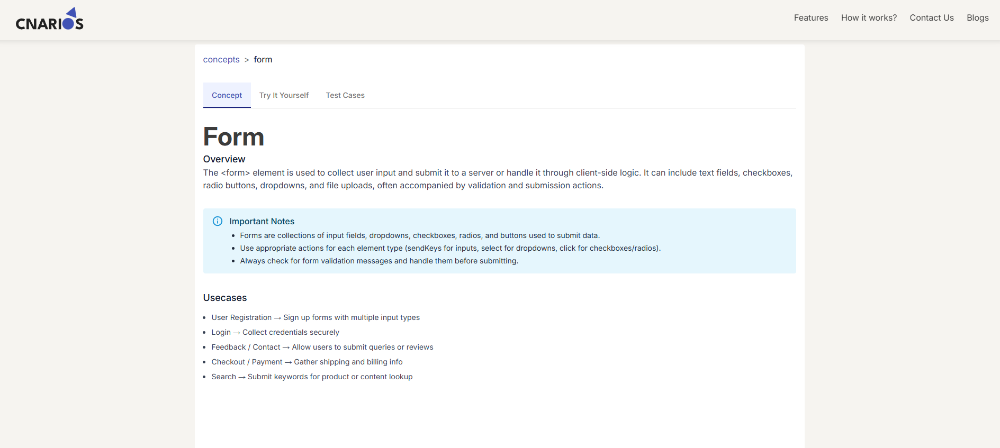 CNARIOS
Features How it works? Contact Us Blogs
concepts > form
Concept Try It Yourself Test Cases
Form
Overview
The <form> element is used to collect user input and submit it to a server or handle it through client-side logic. It can include text fields, checkboxes,
radio buttons, dropdowns, and file uploads, often accompanied by validation and submission actions.
Important Notes
• Forms are collections of input fields, dropdowns, checkboxes, radios, and buttons used to submit data.
• Use appropriate actions for each element type (sendKeys for inputs, select for dropdowns, click for checkboxes/radios).
• Always check for form validation messages and handle them before submitting.
Usecases
• User Registration → Sign up forms with multiple input types
• Login → Collect credentials securely
• Feedback / Contact → Allow users to submit queries or reviews
• Checkout / Payment → Gather shipping and billing info
• Search → Submit keywords for product or content lookup